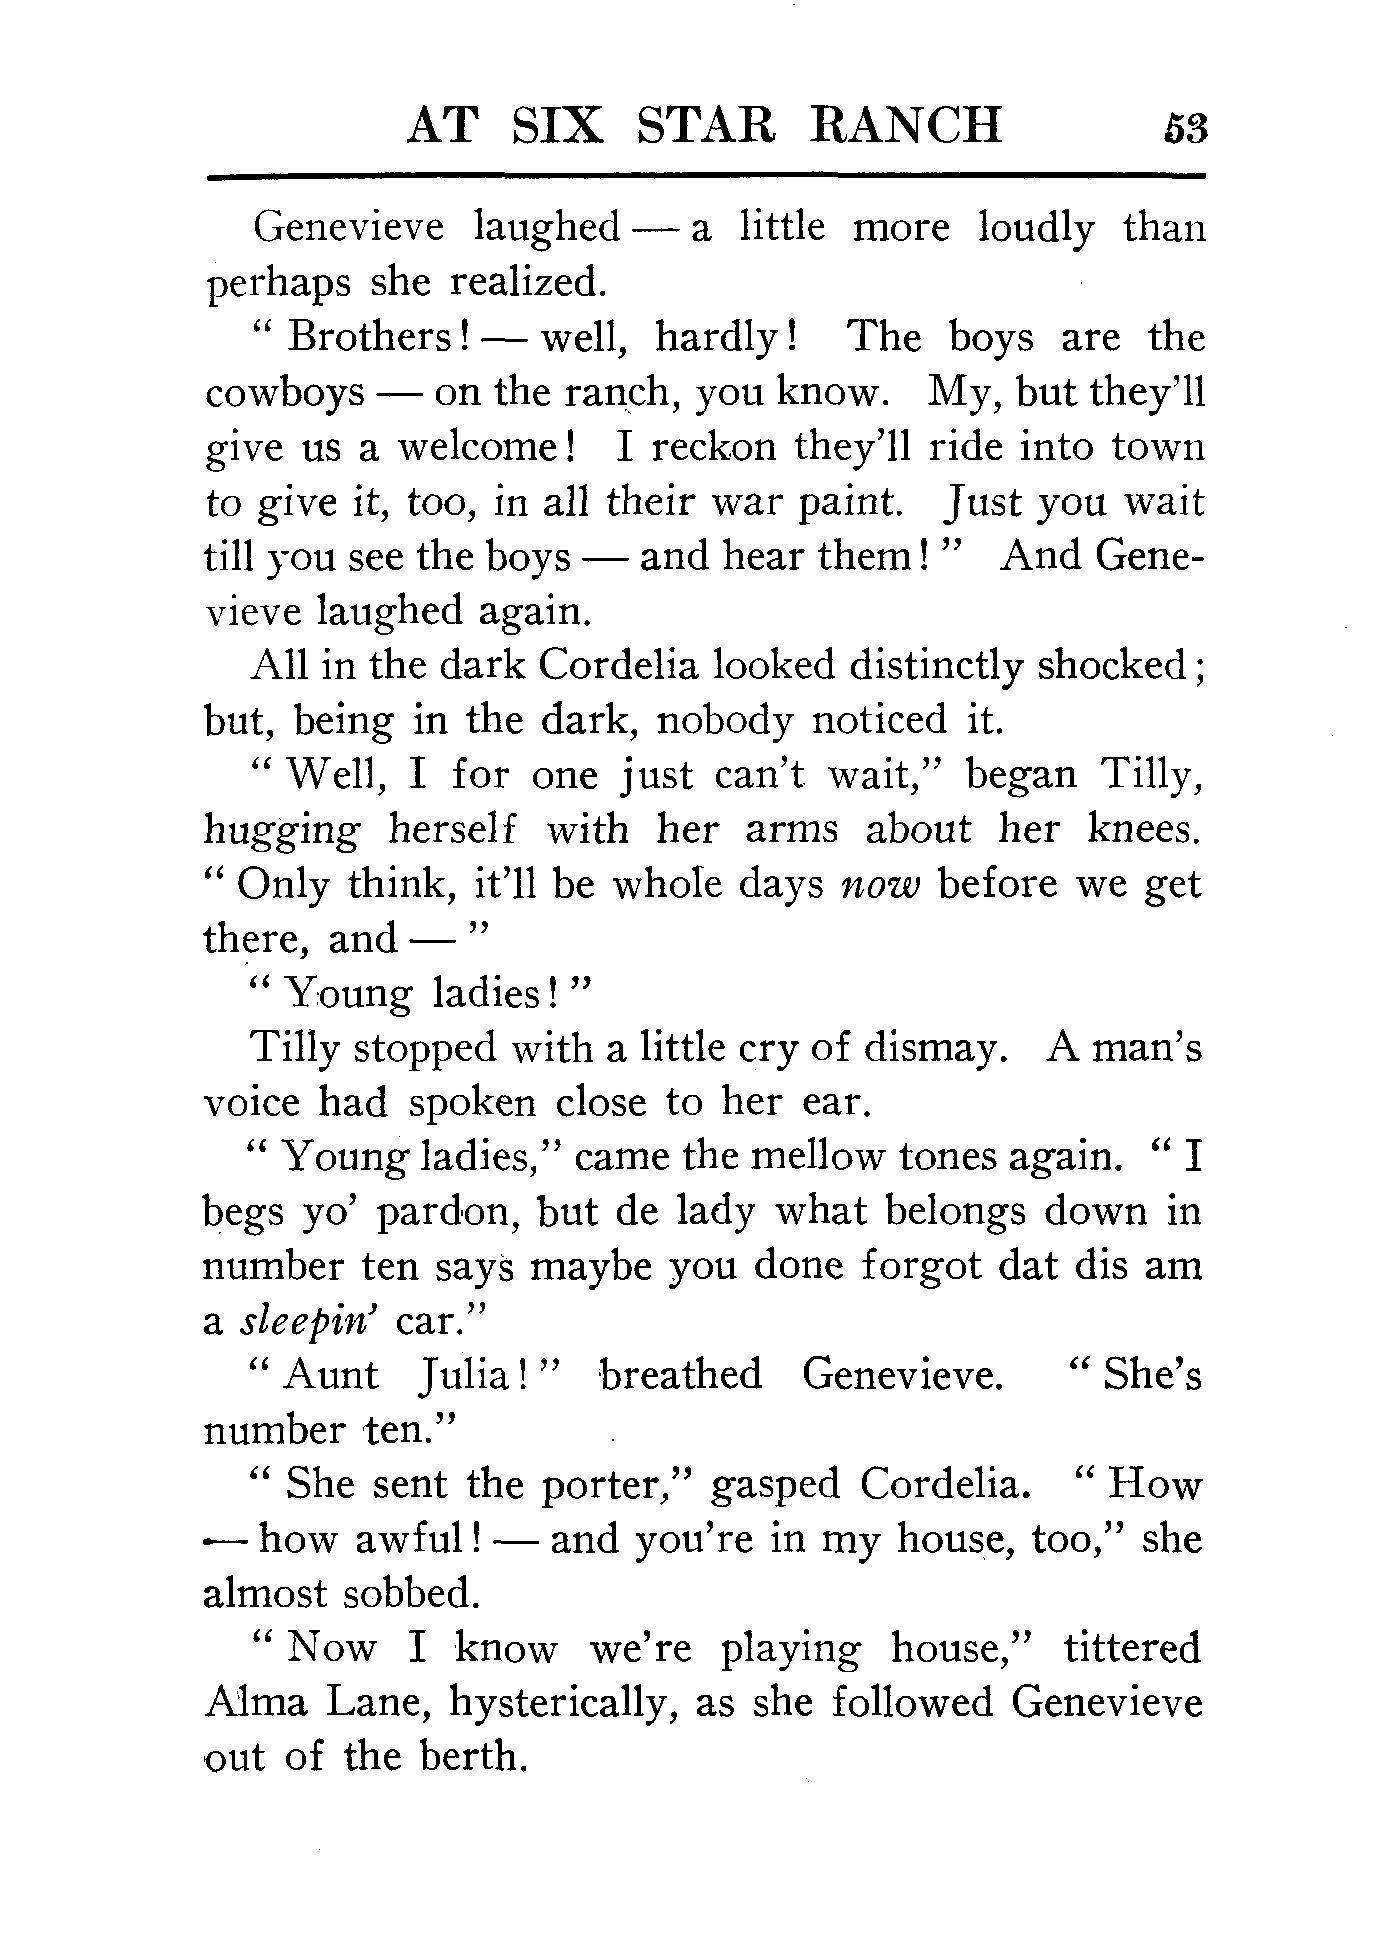 AT SIX STAR RANCH 53
Genevieve laughed — a little more loudly than
perhaps she realized.
" Brothers! — well, hardly! The boys are the
cowboys — on the ranch, you know. My, but they'll
give us a welcome! I reckon they'll ride into town
to give it, too, in all their war paint. Just you wait
till you see the boys — and hear them! " And Gene-
vieve laughed again.
All in the dark Cordelia looked distinctly shocked;
but, being in the dark, nobody noticed it.
" Well, I for one just can't wait," began Tilly,
hugging herself with her arms about her knees.
" Only think, it'll be whole days now before we get
there, and — "
" Young ladies! "
Tilly stopped with a little cry of dismay. A man's
voice had spoken close to her ear.
" Young ladies," came the mellow tones again. " I
begs yo' pardon, but de lady what belongs down in
number ten says maybe you done forgot dat dis am
a sleepin' car."
" Aunt Julia! " breathed Genevieve. " She's
number ten."
" She sent the porter," gasped Cordelia. " How
— how awful! — and you're in my house, too," she
almost sobbed.
" Now I know we're playing house," tittered
Alma Lane, hysterically, as she followed Genevieve
out of the berth.